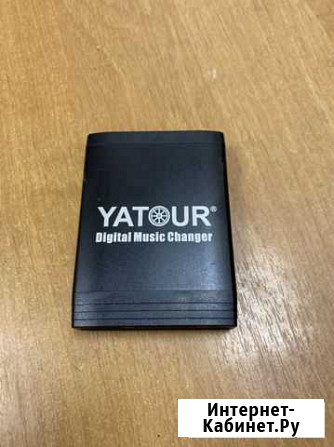 YATOUR®
Digital Music Changer
Интернет-
Кабинет.Ру